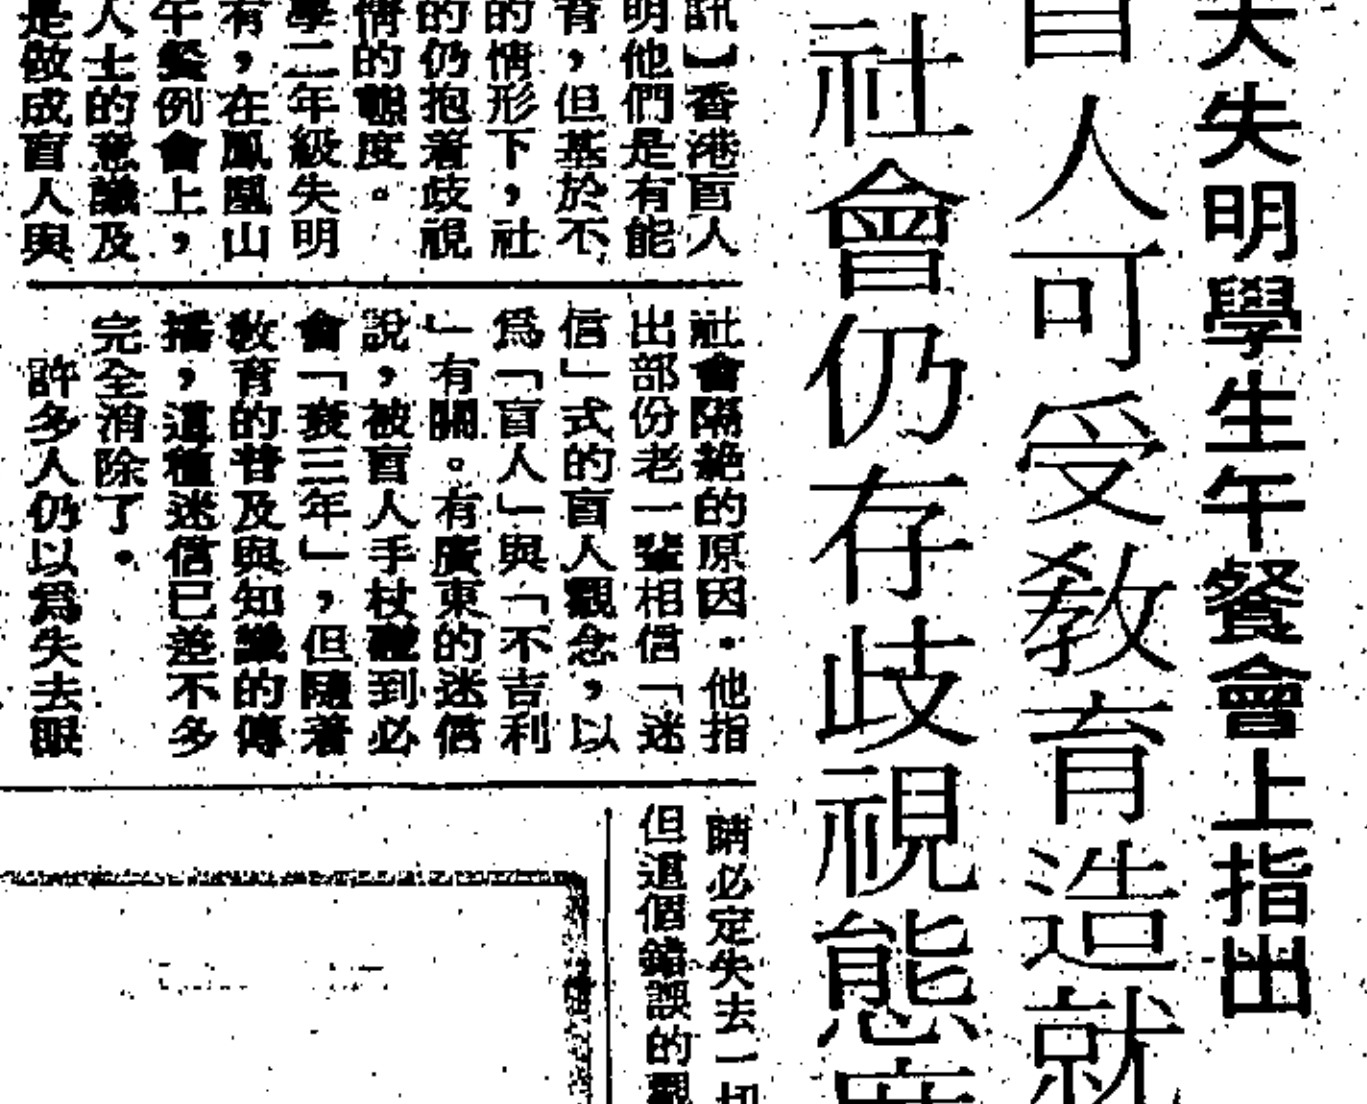 大失明學生午餐會上指出
盲人可受教育造就
社會仍存歧視態度
訊】香港盲人
明他們是有能
育，但基於不
的情形下，社
的仍抱着歧視
情的態度。
學二年級失明
有，在鳳凰山
午餐例會上，
人士的意識及
是做成盲人與
社會隔絕的原因．他指
出部份老一輩相信「迷
信」式的盲人觀念，以
爲「盲人」與「不吉利
」有關。有廣東的迷信
說，被盲人手杖碰到必
會「衰三年」，但隨着
教育的普及與知識的傳
播，這種迷信已差不多
完全消除了．
許多人仍以爲失去眼
睛必定失去一切
但這個錯誤的觀